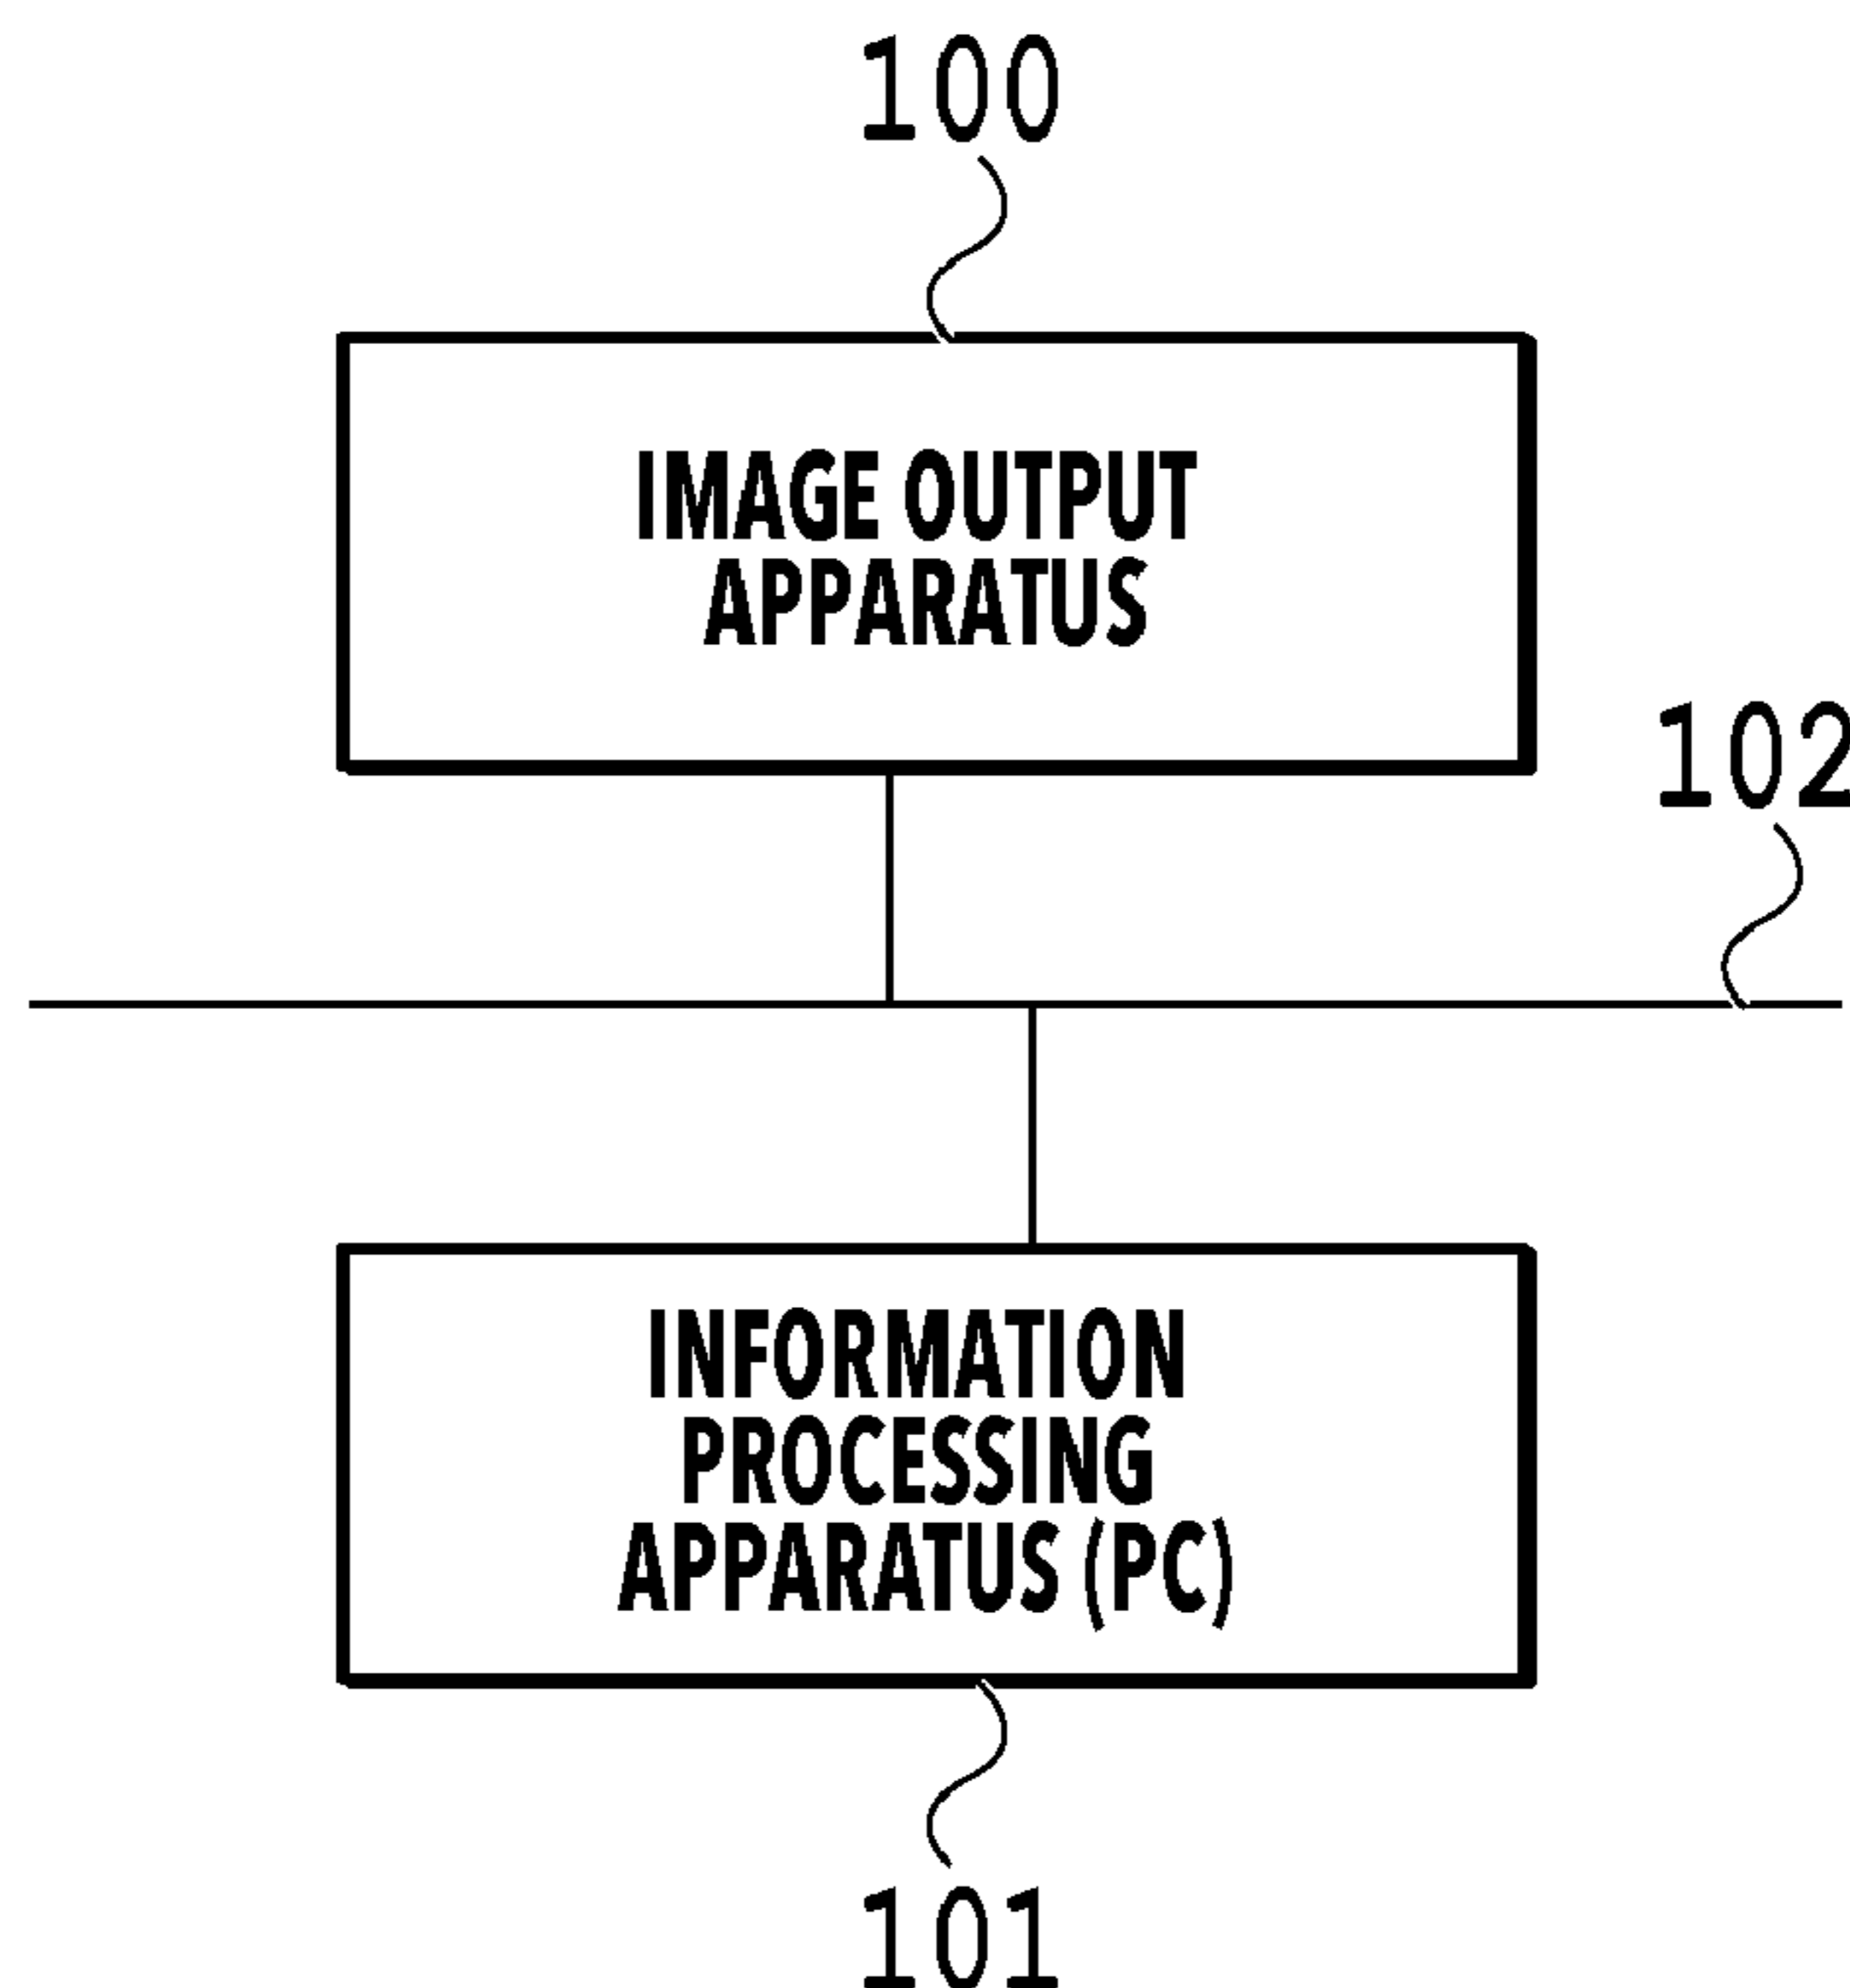 100
IMAGE OUTPUT
APPARATUS
102
INFORMATION
PROCESSING
APPARATUS (PC)
101